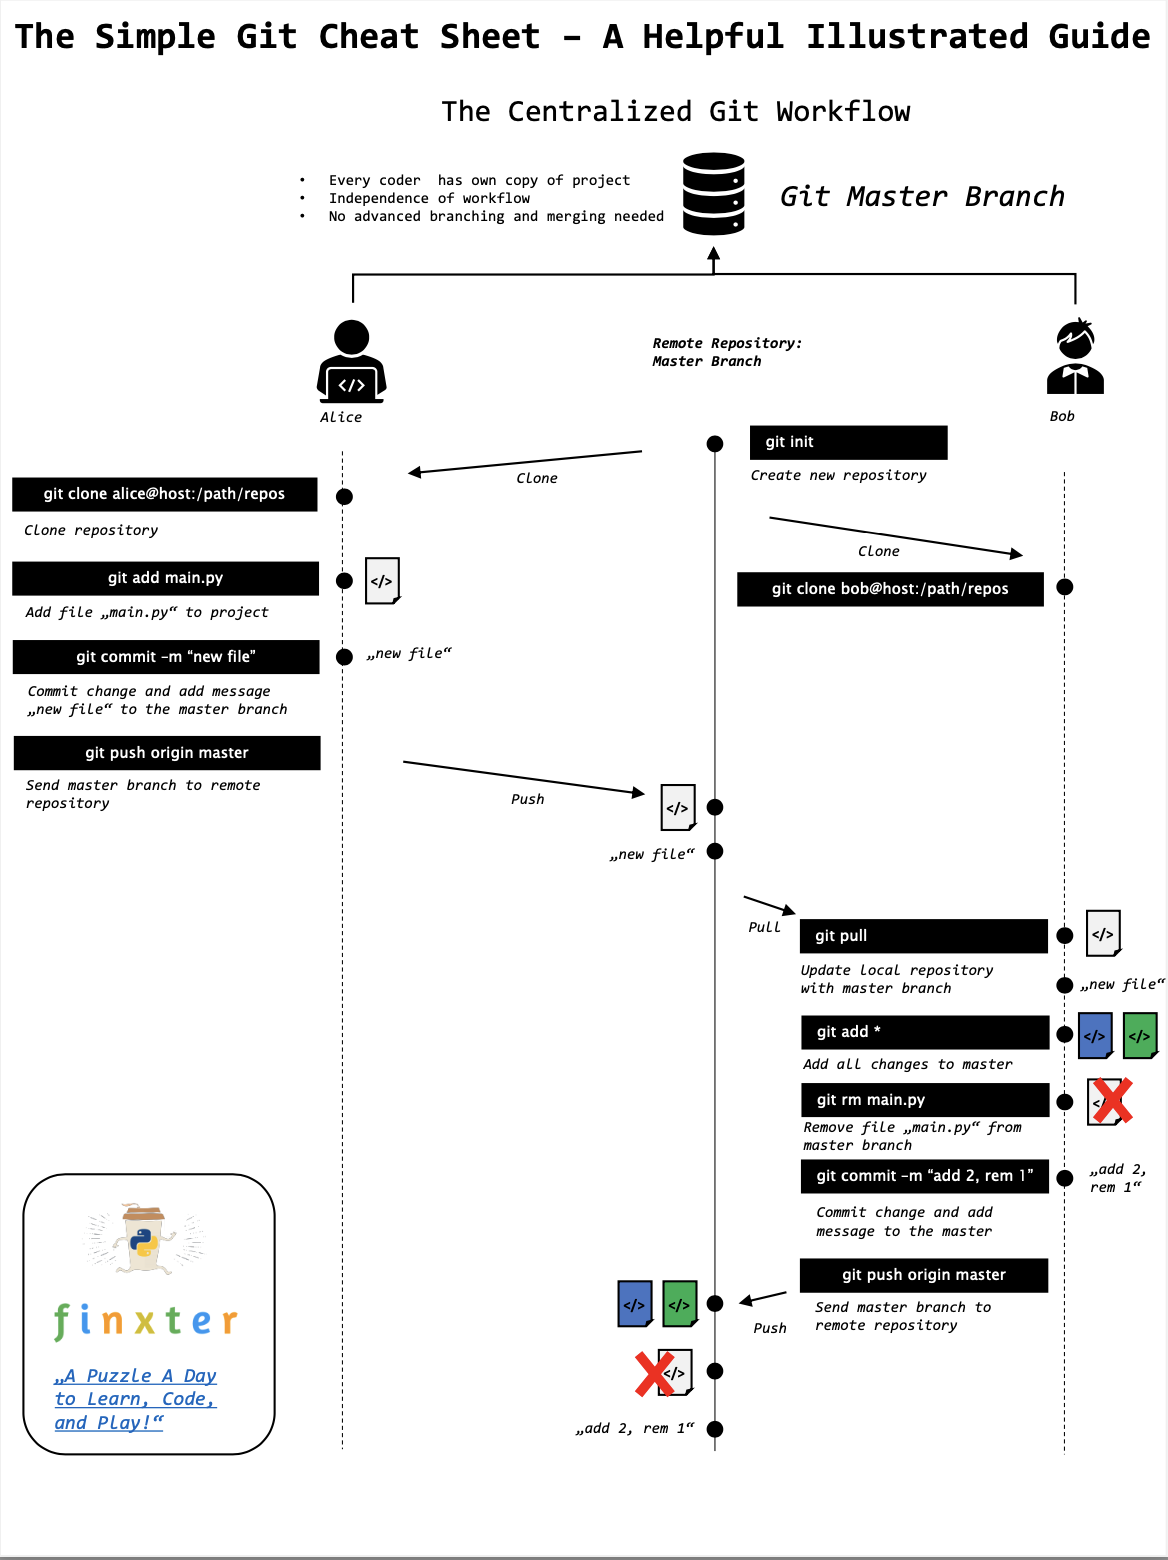 The Simple Git Cheat Sheet – A Helpful Illustrated Guide
The Centralized Git Workflow
• Every coder has own copy of project
• Independence of workflow
• No advanced branching and merging needed
Git Master Branch
Remote Repository:
Master Branch
Alice
Bob
git init
Create new repository
Clone
git clone alice@host:/path/repos
Clone repository
Clone
git clone bob@host:/path/repos
git add main.py
</>
Add file „main.py“ to project
git commit –m “new file”
„new file“
Commit change and add message
„new file“ to the master branch
git push origin master
Send master branch to remote
repository
Push
</>
„new file“
Pull
git pull
</>
Update local repository
with master branch
„new file“
git add *
</> </>
Add all changes to master
git rm main.py
Remove file „main.py“ from
master branch
git commit –m “add 2, rem 1”
„add 2,
rem 1“
Commit change and add
message to the master
git push origin master
Send master branch to
remote repository
Push
</> </>
</>
„add 2, rem 1“
finxter
„A Puzzle A Day
to Learn, Code,
and Play!“